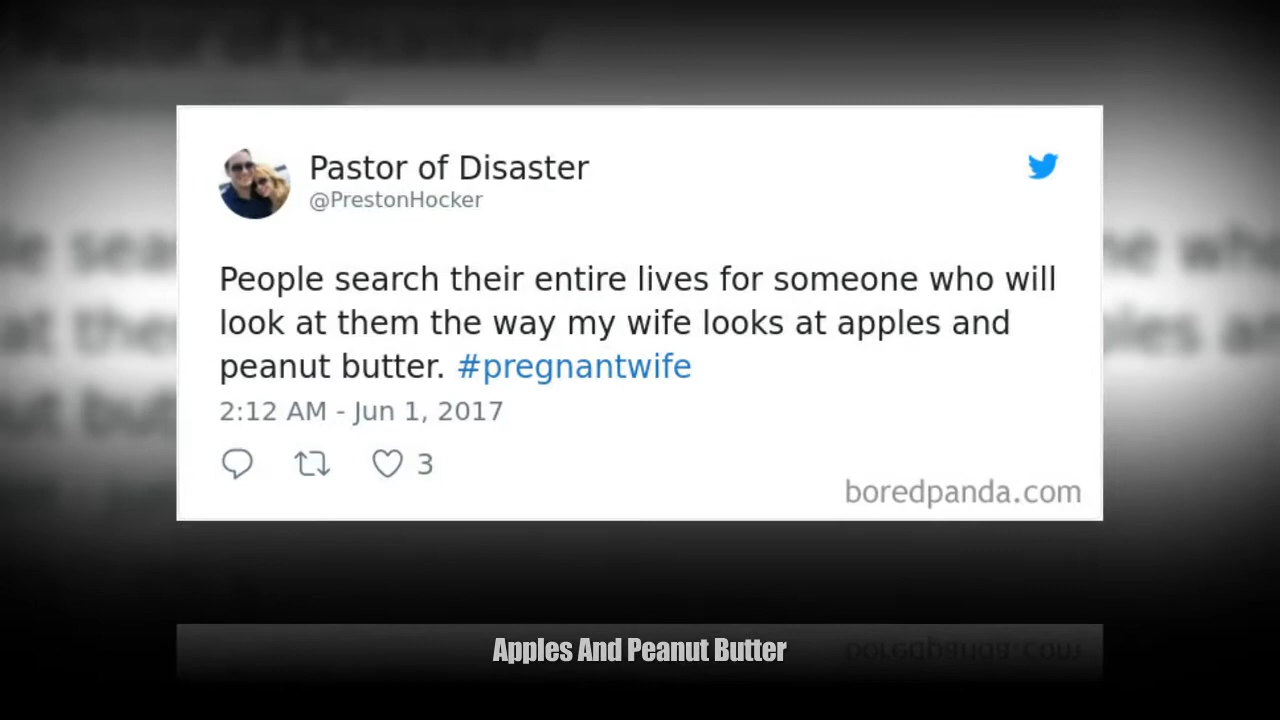 Pastor of Disaster
@PrestonHocker
People search their entire lives for someone who will
look at them the way my wife looks at apples and
peanut butter. #pregnantwife
2:12 AM - Jun 1, 2017
3
boredpanda.com
Apples And Peanut Butter